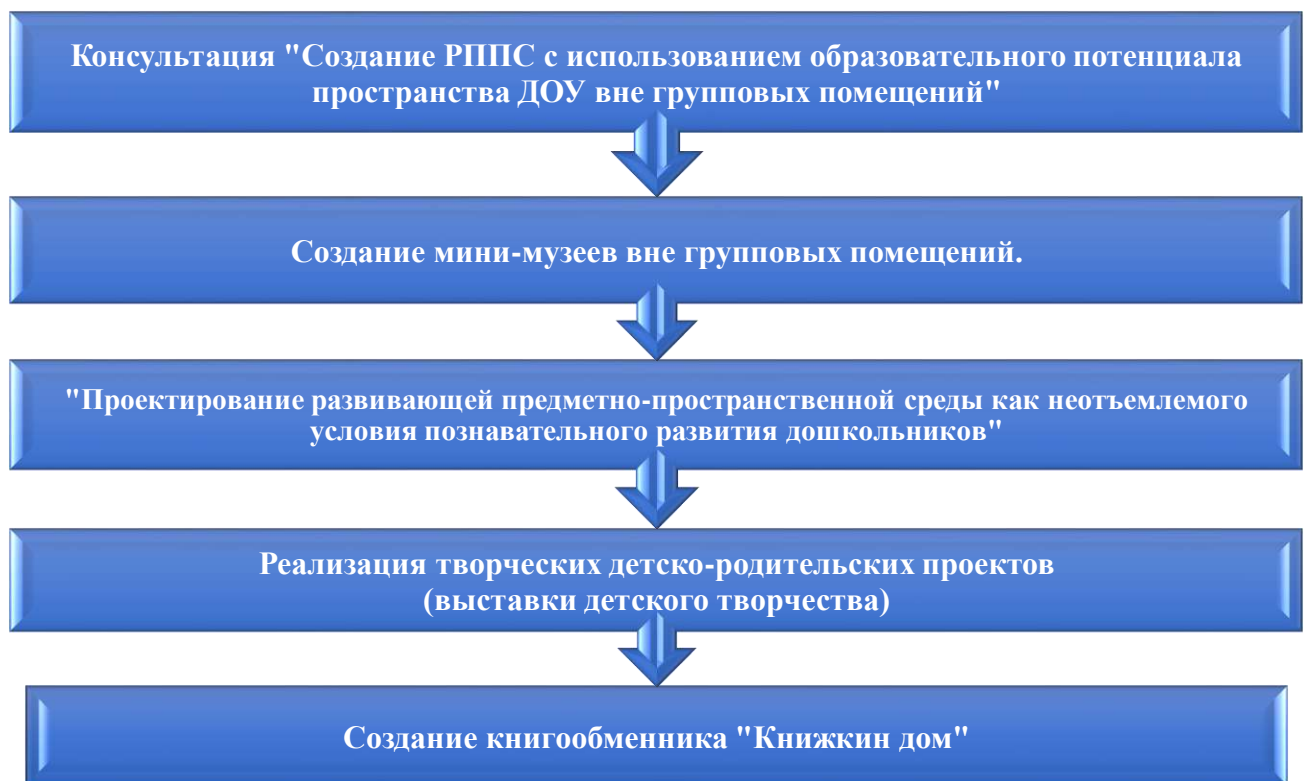 Консультация "Создание РППС с использованием образовательного потенциала
пространства ДОУ вне групповых помещений"
Создание мини-музеев вне групповых помещений.
"Проектирование развивающей предметно-пространственной среды как неотъемлемого
условия познавательного развития дошкольников"
Реализация творческих детско-родительских проектов
(выставки детского творчества)
Создание книгообменника "Книжкин дом"